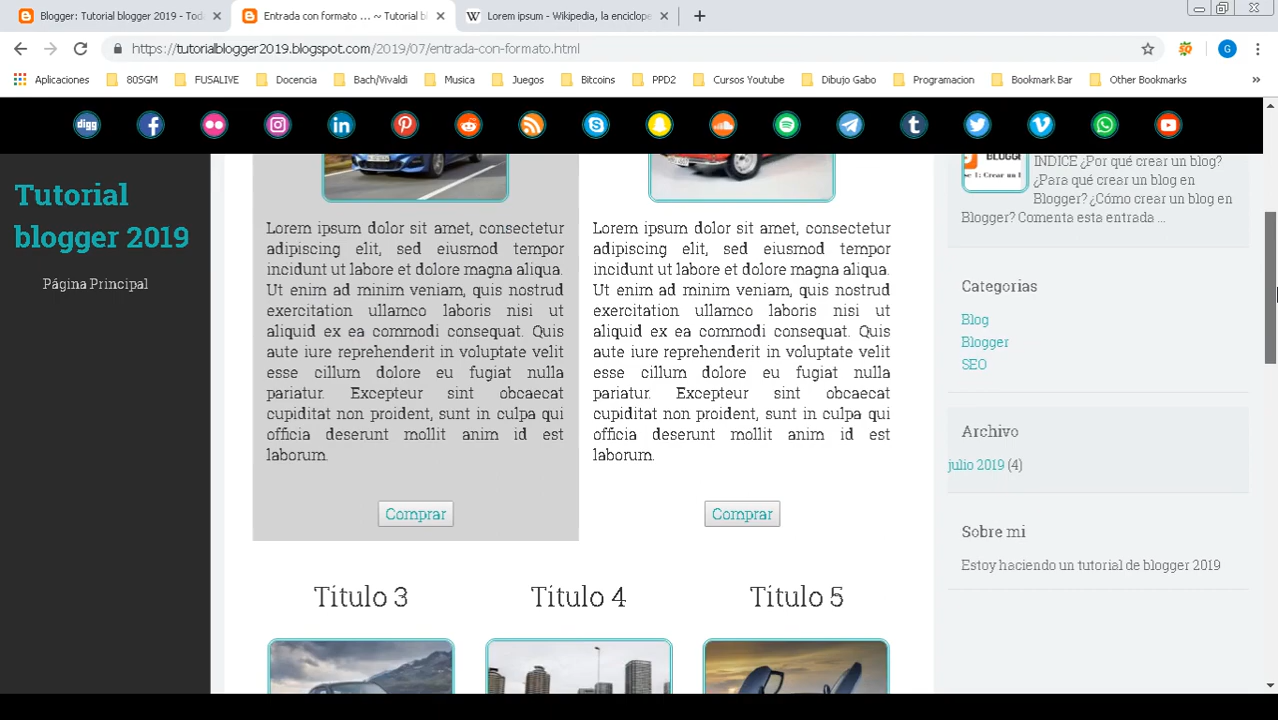 Blogger: Tutorial blogger 2019 - Tod
Entrada con formato ... ~ Tutorial b
Lorem ipsum - Wikipedia, la enciclope
https://tutorialblogger2019.blogspot.com/2019/07/entrada-con-formato.html
G
Aplicaciones
80SGM
FUSALIVE
Docencia
Bach/Vivaldi
Musica
Juegos
Bitcoins
PPD2
Cursos Youtube
Dibujo Gabo
Programacion
Bookmark Bar
Other Bookmarks
digg
Tutorial
blogger 2019
Página Principal
Lorem ipsum dolor sit amet, consectetur
adipiscing elit, sed eiusmod tempor
incidunt ut labore et dolore magna aliqua.
Ut enim ad minim veniam, quis nostrud
exercitation ullamco laboris nisi ut
aliquid ex ea commodi consequat. Quis
aute iure reprehenderit in voluptate velit
esse cillum dolore eu fugiat nulla
pariatur. Excepteur sint obcaecat
cupiditat non proident, sunt in culpa qui
officia deserunt mollit anim id est
laborum.
Comprar
Lorem ipsum dolor sit amet, consectetur
adipiscing elit, sed eiusmod tempor
incidunt ut labore et dolore magna aliqua.
Ut enim ad minim veniam, quis nostrud
exercitation ullamco laboris nisi ut
aliquid ex ea commodi consequat. Quis
aute iure reprehenderit in voluptate velit
esse cillum dolore eu fugiat nulla
pariatur. Excepteur sint obcaecat
cupiditat non proident, sunt in culpa qui
officia deserunt mollit anim id est
laborum.
Comprar
Titulo 3
Titulo 4
Titulo 5
INDICE ¿Por qué crear un blog?
¿Para qué crear un blog en
Blogger? ¿Cómo crear un blog en
Blogger? Comenta esta entrada ...
Categorias
Blog
Blogger
SEO
Archivo
julio 2019 (4)
Sobre mi
Estoy haciendo un tutorial de blogger 2019